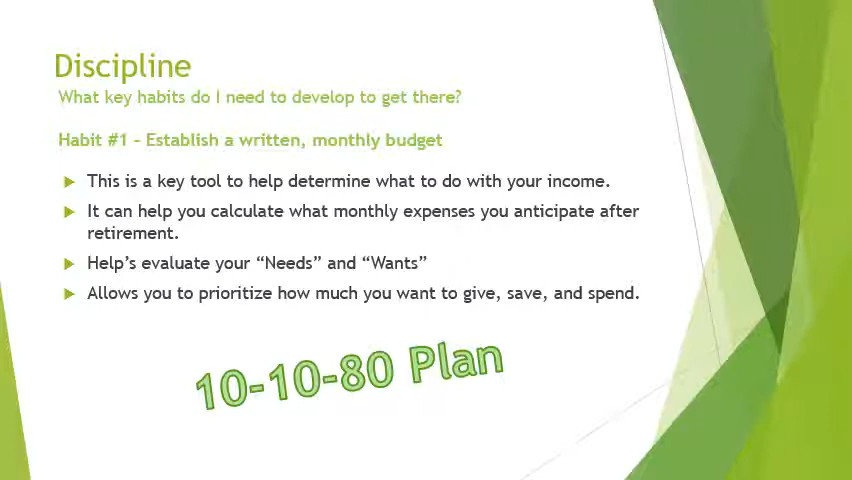 Discipline
What key habits do I need to develop to get there?
Habit #1 – Establish a written, monthly budget
This is a key tool to help determine what to do with your income.
It can help you calculate what monthly expenses you anticipate after
retirement.
Help’s evaluate your “Needs” and “Wants”
Allows you to prioritize how much you want to give, save, and spend.
10-10-80 Plan